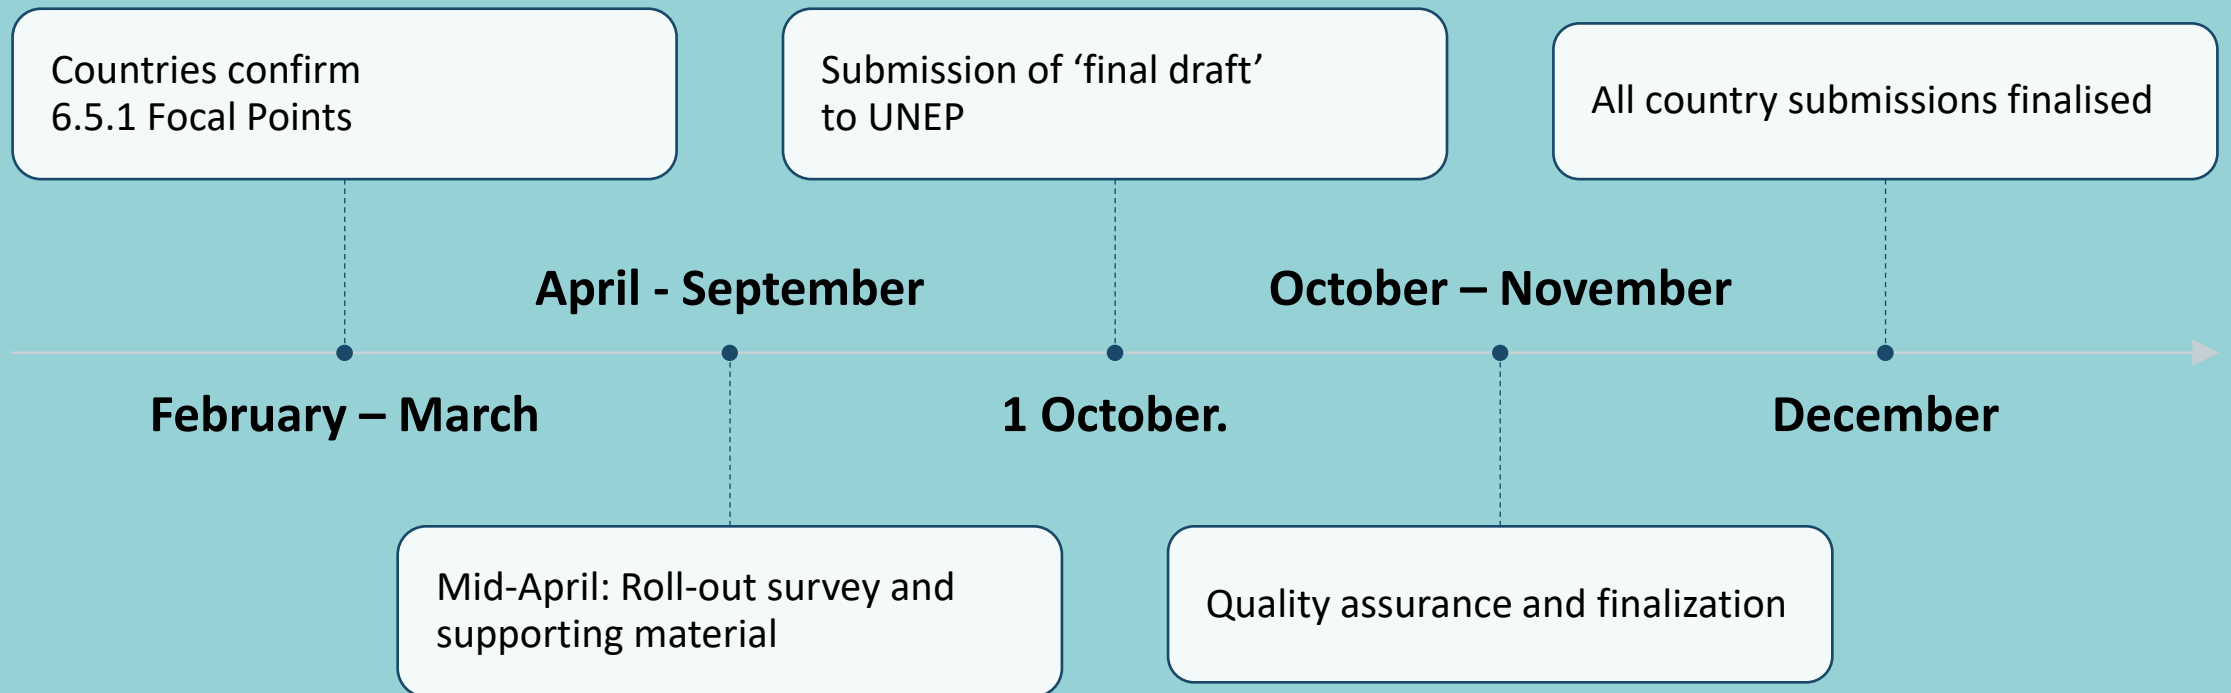 Countries confirm
6.5.1 Focal Points
Submission of ‘final draft’
to UNEP
All country submissions finalised
April - September
October – November
February – March
1 October.
December
Mid-April: Roll-out survey and
supporting material
Quality assurance and finalization